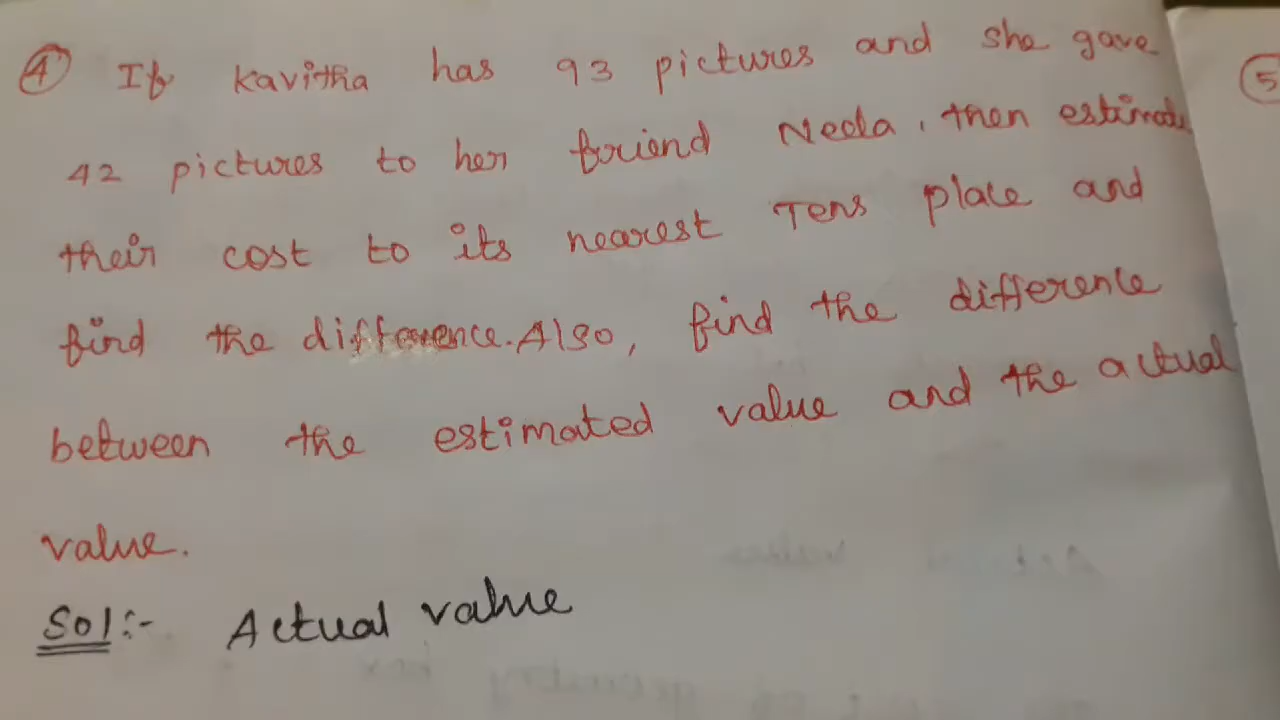 4 If Kavitha has 93 pictures and she gave
42 pictures to her friend Neela, then estimate
their cost to its nearest Tens place and
find the difference. Also, find the difference
between the estimated value and the actual
value.
Sol:- Actual value
5